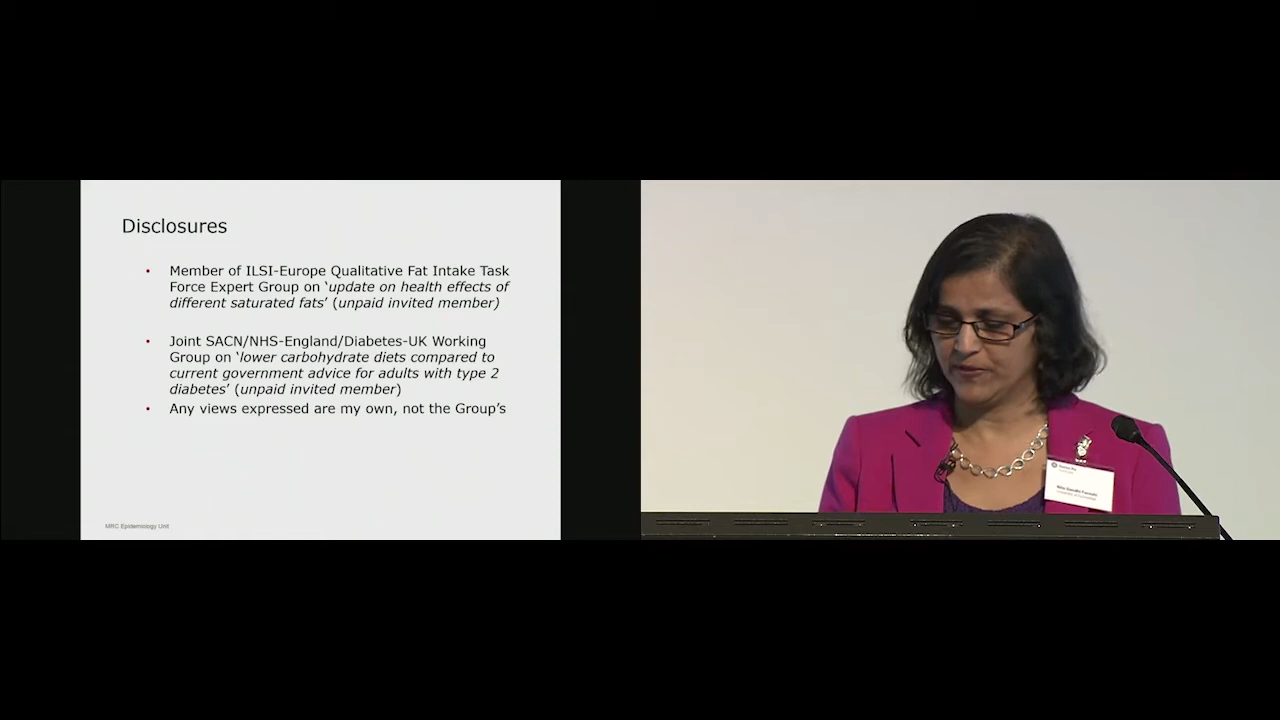 Disclosures
• Member of ILSI-Europe Qualitative Fat Intake Task
Force Expert Group on ‘update on health effects of
different saturated fats’ (unpaid invited member)
• Joint SACN/NHS-England/Diabetes-UK Working
Group on ‘lower carbohydrate diets compared to
current government advice for adults with type 2
diabetes’ (unpaid invited member)
• Any views expressed are my own, not the Group’s
MRC Epidemiology Unit